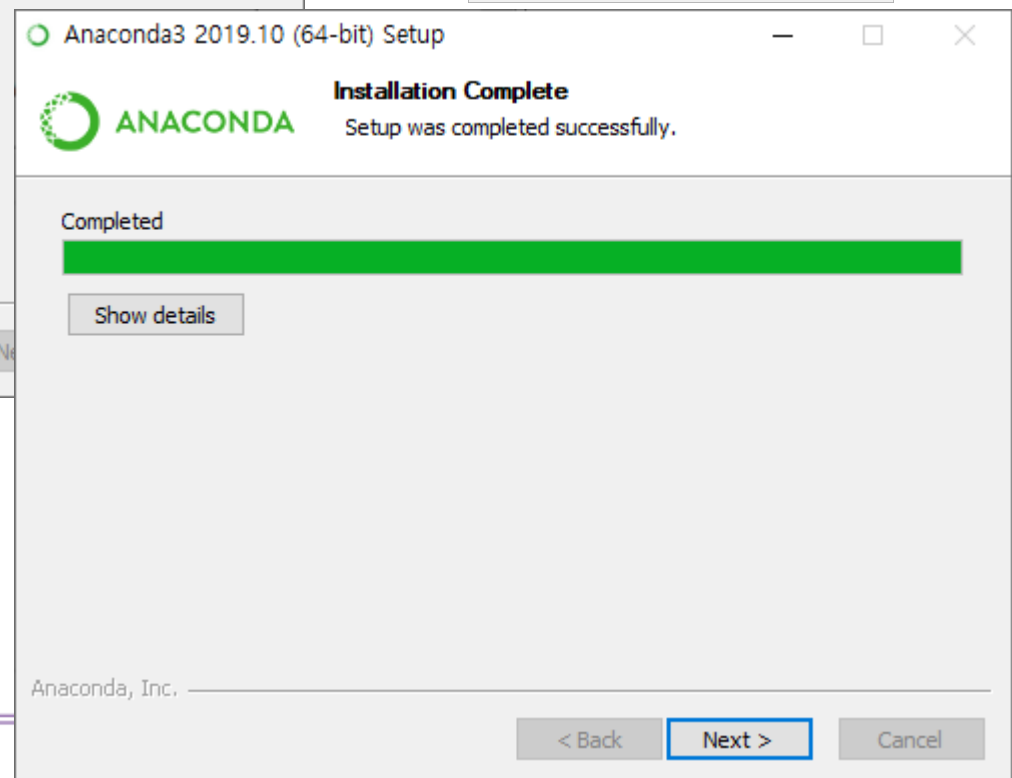 Anaconda3 2019.10 (64-bit) Setup
ANACONDA
Installation Complete
Setup was completed successfully.
Completed
Show details
Anaconda, Inc.
< Back
Next >
Cancel